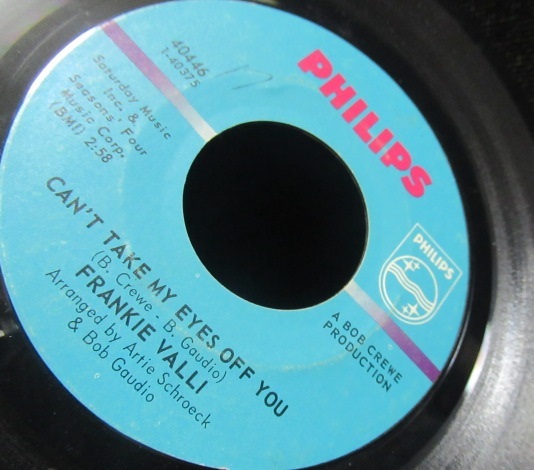 PHILIPS
40446
1-40375
17
Saturday Music
Inc. &
Seasons' Four
Music Corp.
(BMI) 2:58
PHILIPS
A BOB CREWE
PRODUCTION
CAN'T TAKE MY EYES OFF YOU
(B. Crewe - B. Gaudio)
FRANKIE VALLI
Arranged by Artie Schroeck
& Bob Gaudio